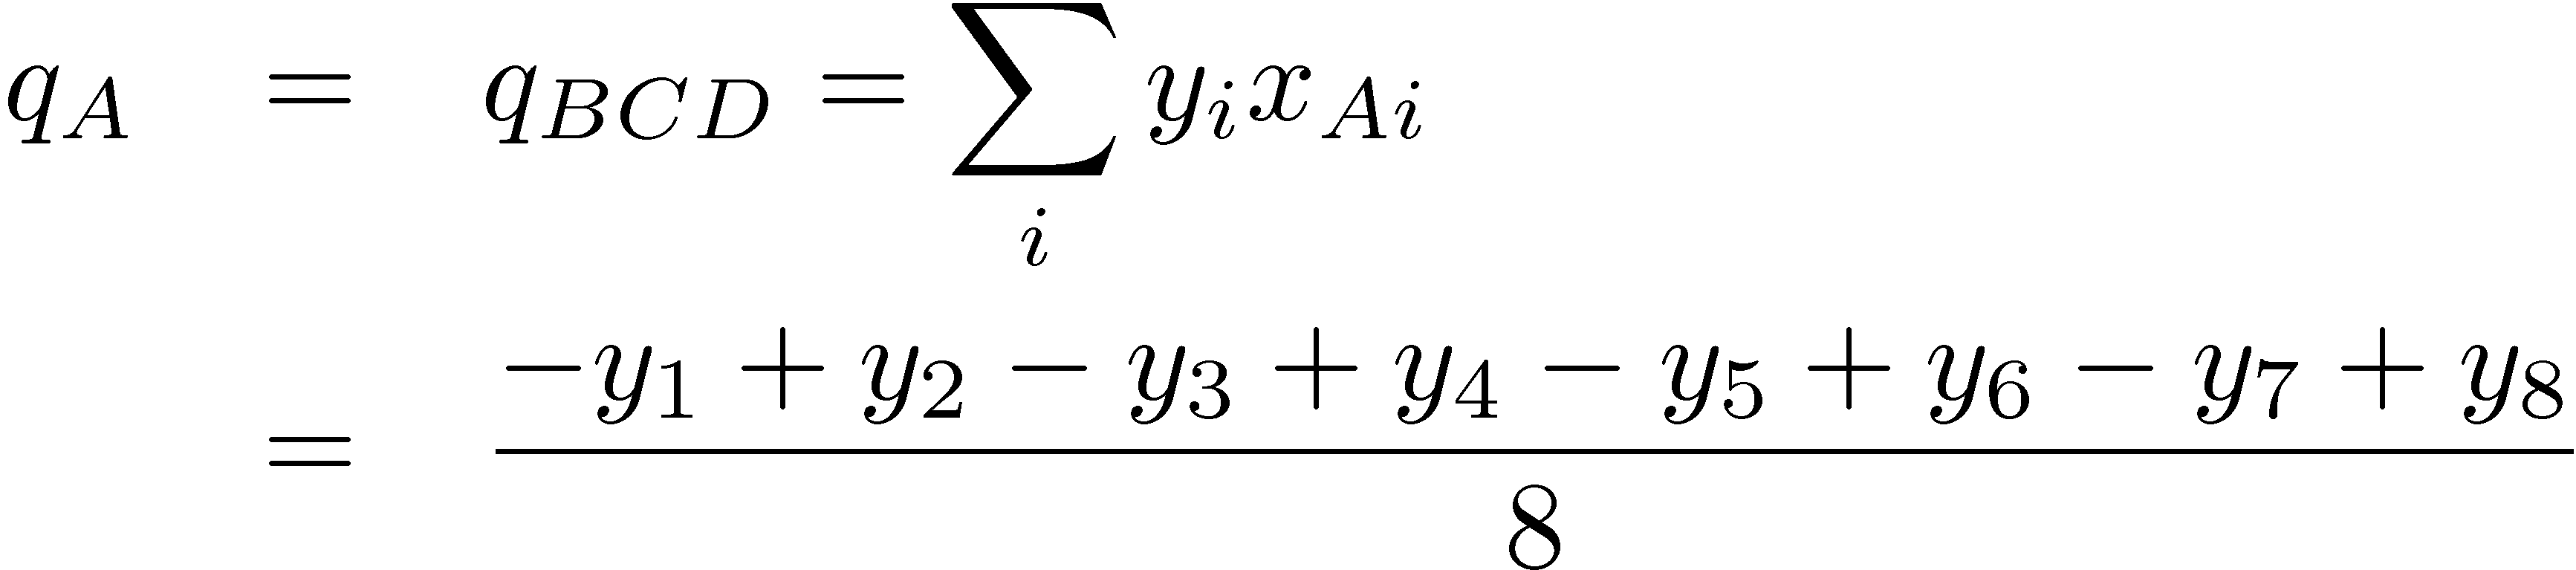 q_A = q_{BCD} = \sum_i y_i x_{Ai}
= \frac{-y_1 + y_2 - y_3 + y_4 - y_5 + y_6 - y_7 + y_8}{8}